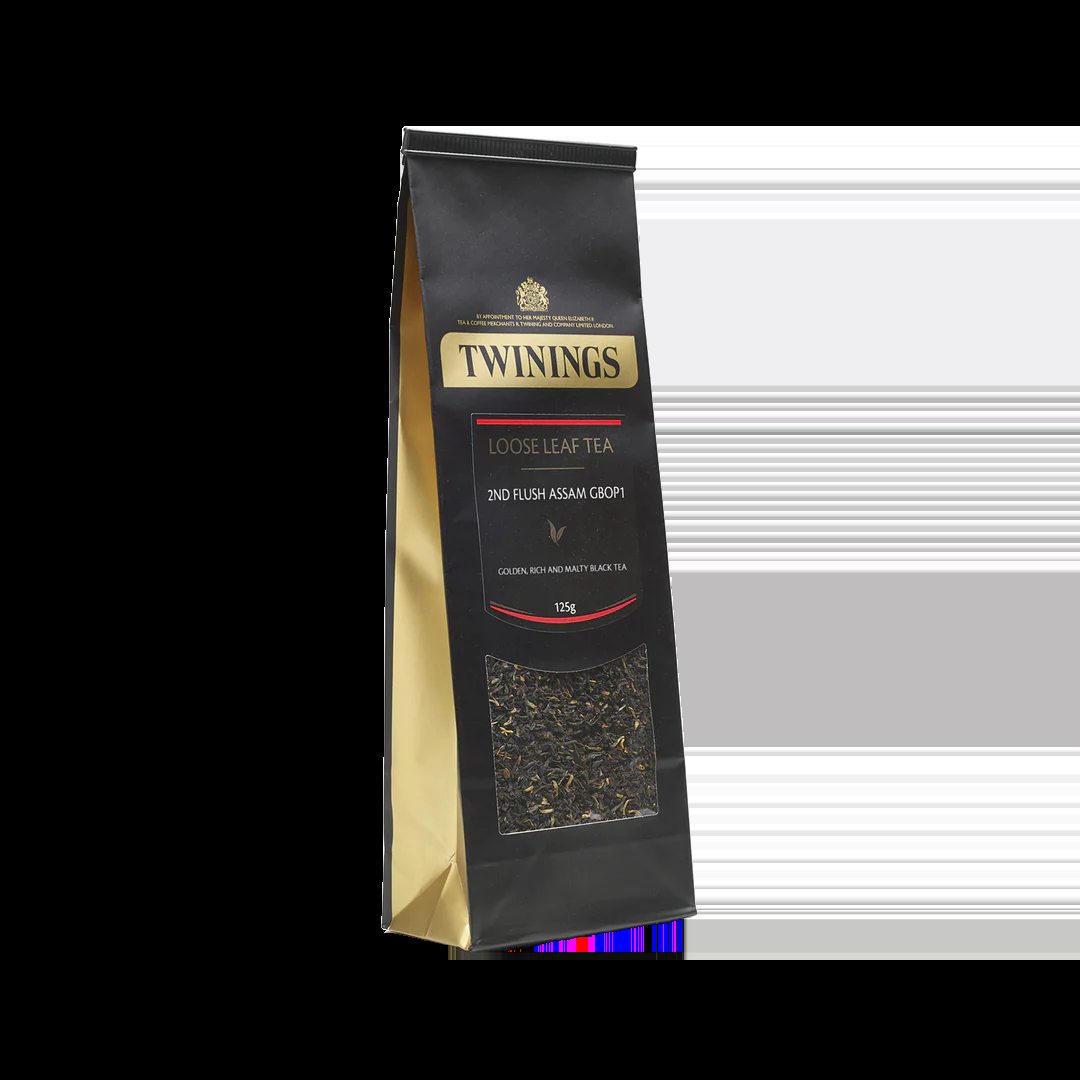 BY APPOINTMENT TO HER MAJESTY QUEEN ELIZABETH II
TEA & COFFEE MERCHANTS R. TWINING AND COMPANY LIMITED. LONDON
TWININGS
LOOSE LEAF TEA
2ND FLUSH ASSAM GBOP1
GOLDEN, RICH AND MALTY BLACK TEA
125g